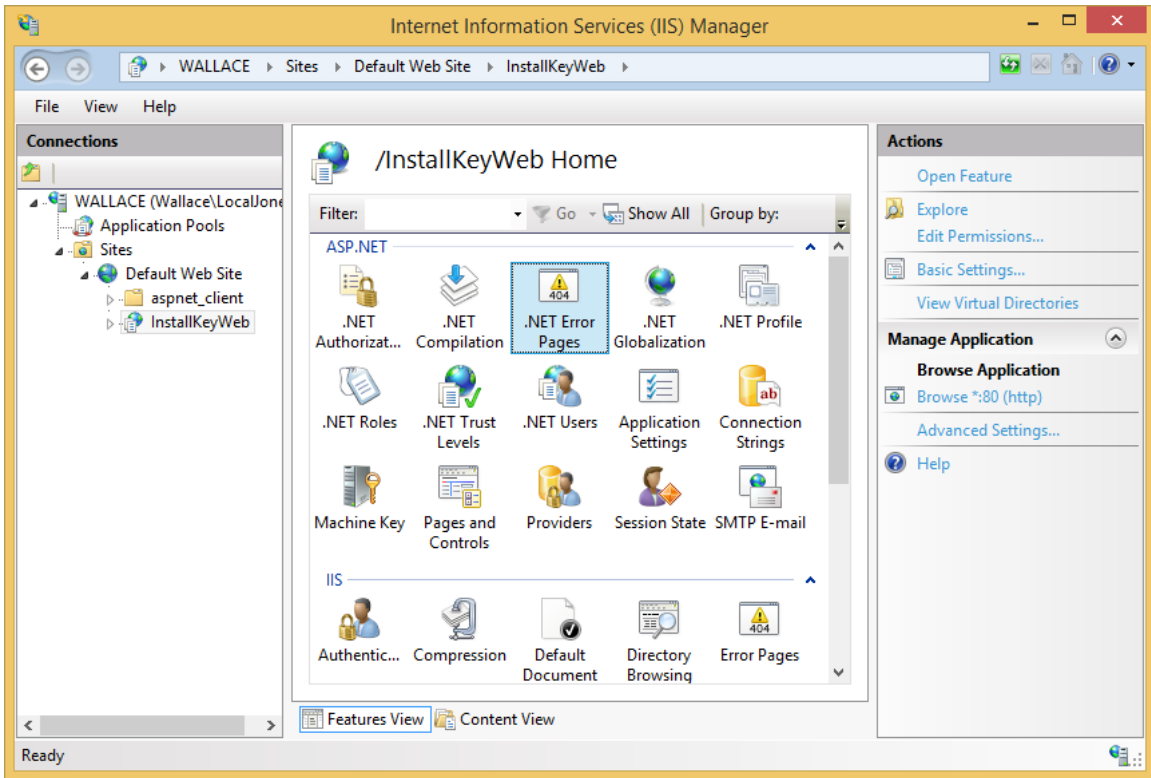 Internet Information Services (IIS) Manager
WALLACE Sites Default Web Site InstallKeyWeb
File View Help
Connections
WALLACE (Wallace\LocalJone
Application Pools
Sites
Default Web Site
aspnet_client
InstallKeyWeb
/InstallKeyWeb Home
Filter: Go Show All Group by:
ASP.NET
.NET Authorizat...
.NET Compilation
404
.NET Error Pages
.NET Globalization
.NET Profile
.NET Roles
.NET Trust Levels
.NET Users
Application Settings
ab
Connection Strings
Machine Key
Pages and Controls
Providers
Session State
SMTP E-mail
IIS
Authentic...
Compression
Default Document
Directory Browsing
404
Error Pages
Features View Content View
Actions
Open Feature
Explore
Edit Permissions...
Basic Settings...
View Virtual Directories
Manage Application
Browse Application
Browse *:80 (http)
Advanced Settings...
Help
Ready